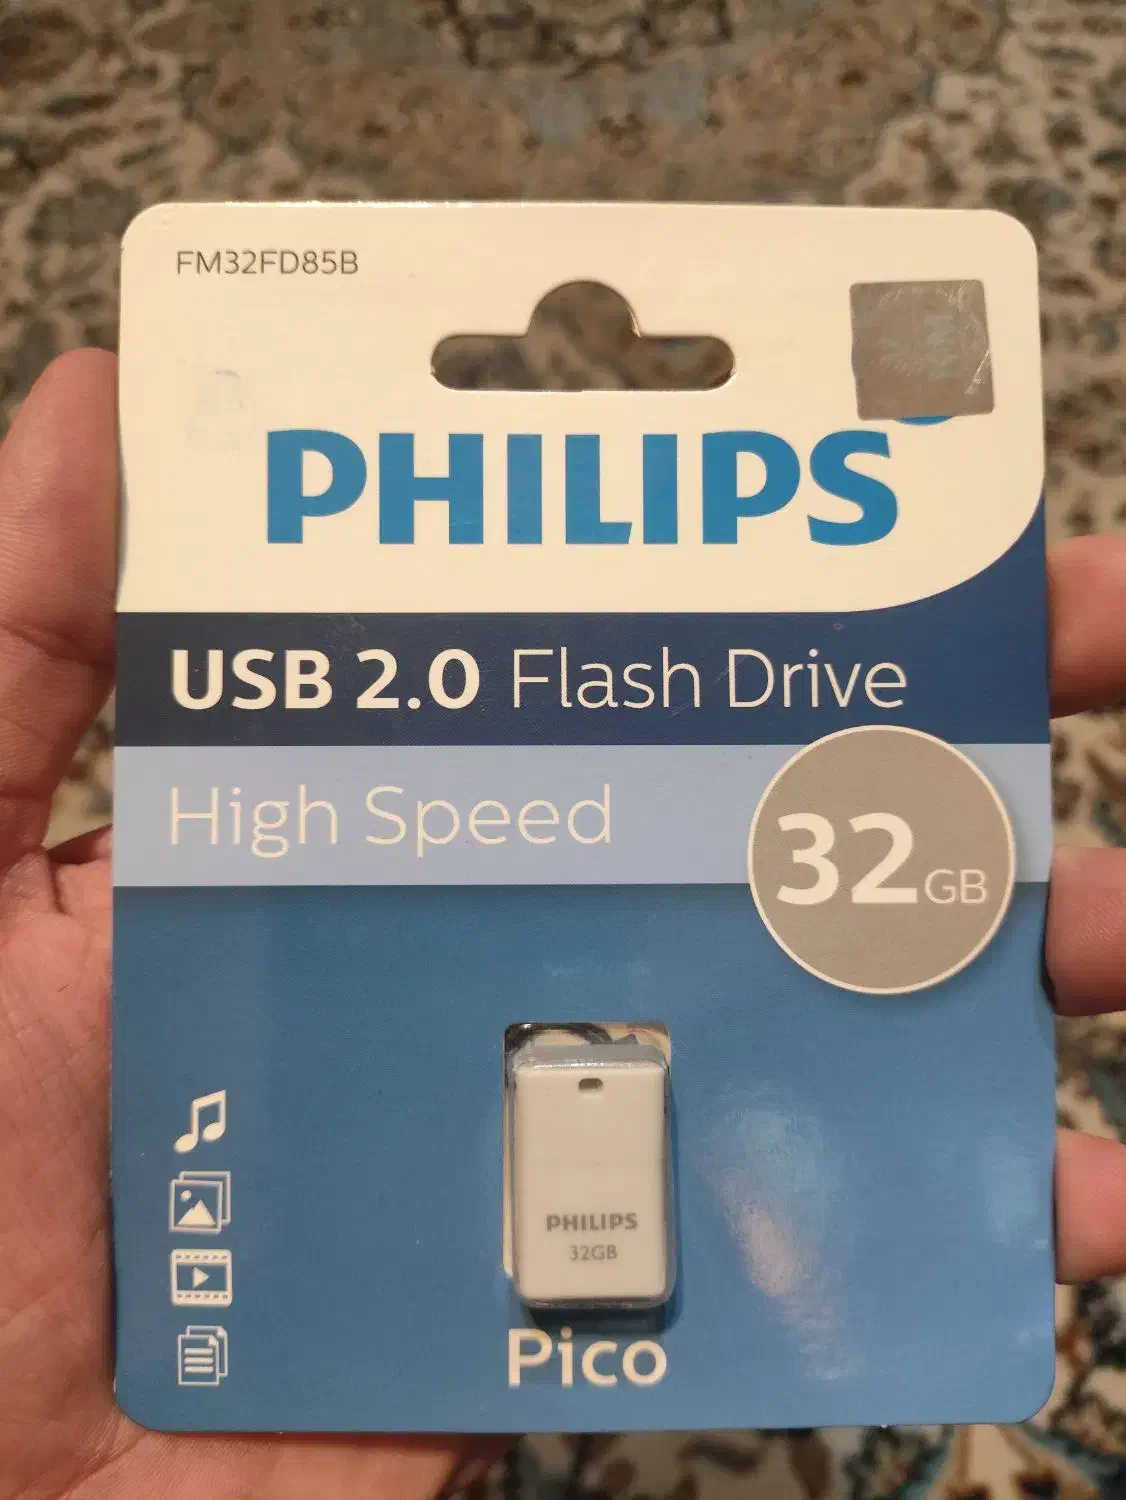 FM32FD85B
PHILIPS
USB 2.0 Flash Drive
High Speed
32GB
PHILIPS
32GB
Pico